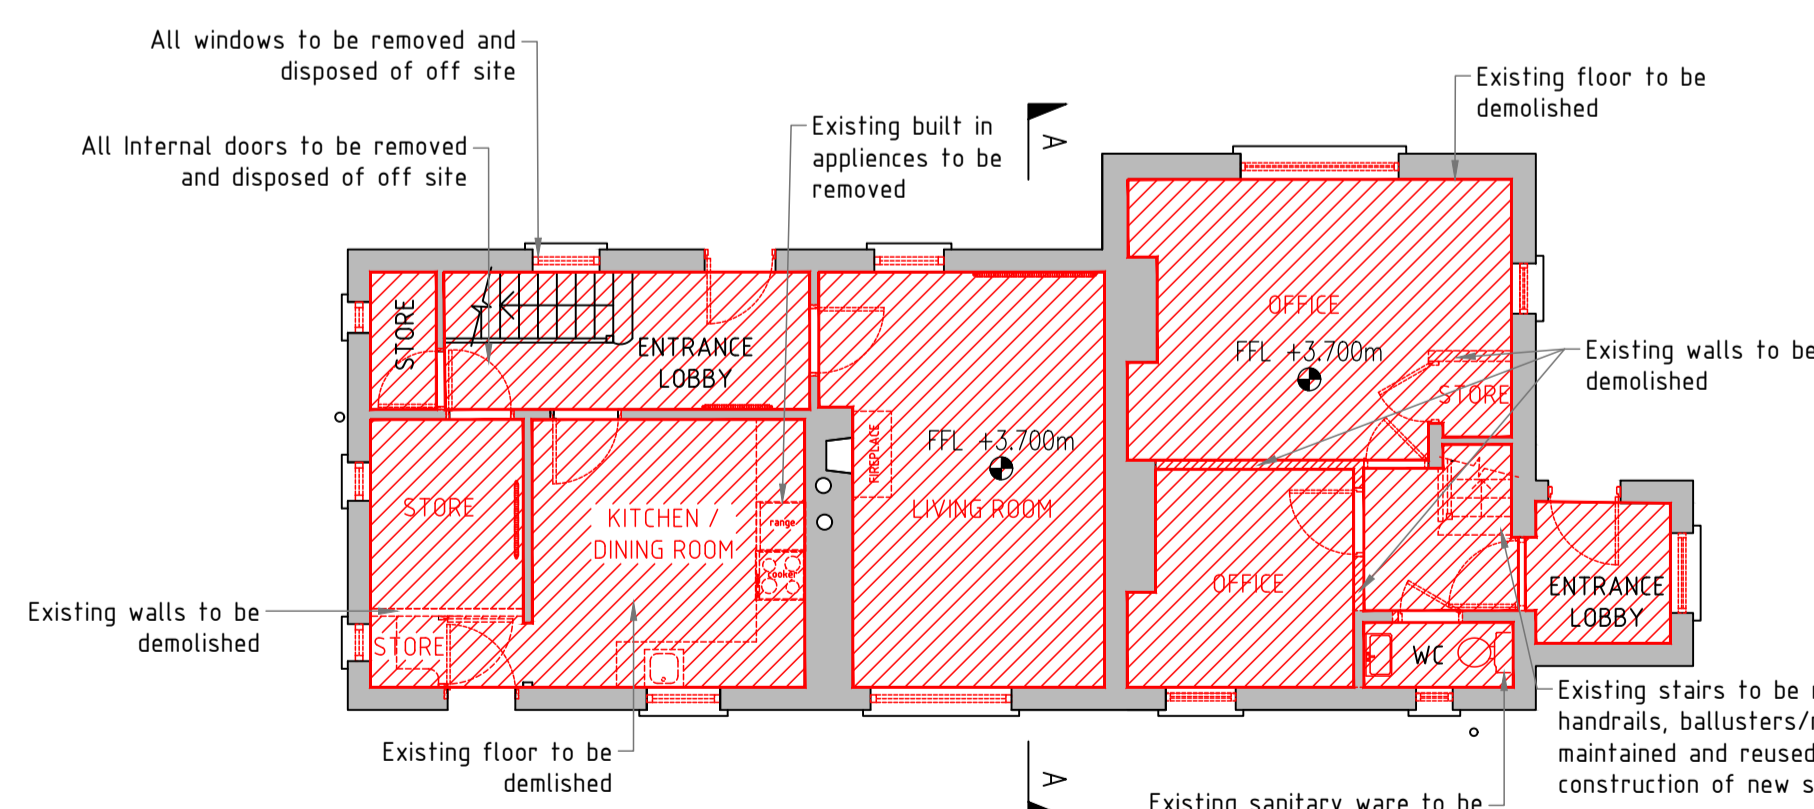 All windows to be removed and
disposed of off site
All Internal doors to be removed
and disposed of off site
Existing built in
appliences to be
removed
A
Existing floor to be
demolished
STORE
ENTRANCE
LOBBY
OFFICE
FFL +3.700m
STORE
Existing walls to be
demolished
FIREPLACE
FFL +3.700m
LIVING ROOM
STORE
KITCHEN /
DINING ROOM
range
cooker
OFFICE
ENTRANCE
LOBBY
Existing walls to be
demolished
STORE
WC
Existing floor to be
demlished
A
Existing stairs to be
handrails, ballusters/
maintained and reused
construction of new
Existing sanitary ware to be